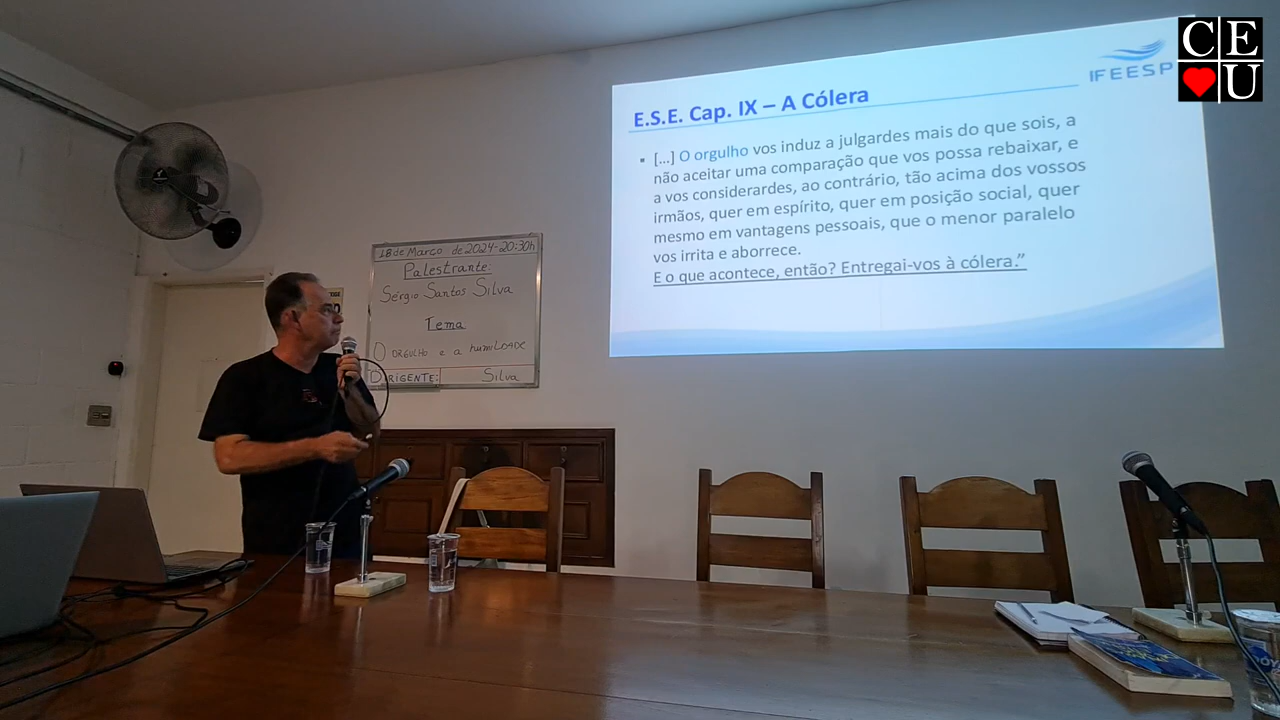 C E
U
IFEESP
E.S.E. Cap. IX – A Cólera
[...] O orgulho vos induz a julgardes mais do que sois, a
não aceitar uma comparação que vos possa rebaixar, e
a vos considerardes, ao contrário, tão acima dos vossos
irmãos, quer em espírito, quer em posição social, quer
mesmo em vantagens pessoais, que o menor paralelo
vos irrita e aborrece.
E o que acontece, então? Entregai-vos à cólera.”
18 de Março de 2024-20:30h
Palestrante:
Sérgio Santos Silva
Tema
O ORGULHO e a HUMILDADE
DIRIGENTE: Silva